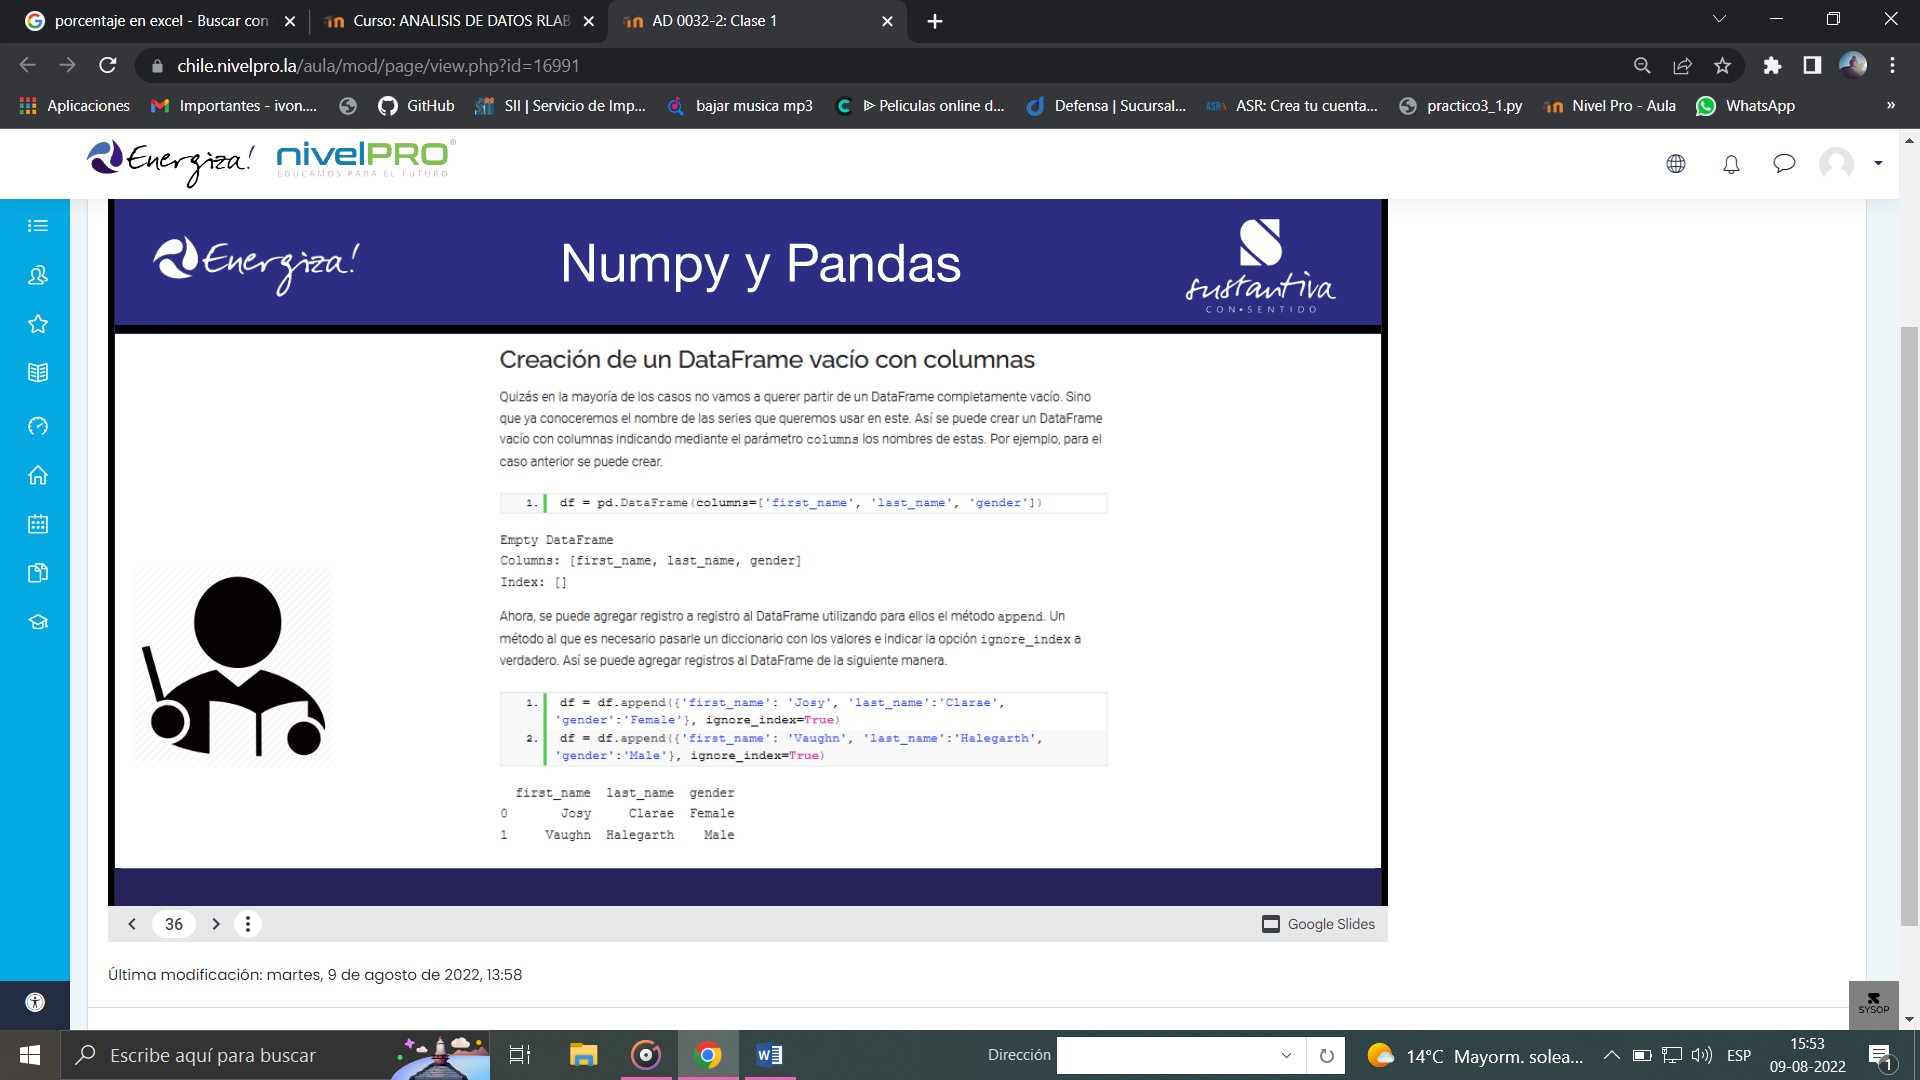 porcentaje en excel - Buscar con
Curso: ANALISIS DE DATOS RLAB
AD 0032-2: Clase 1
chile.nivelpro.la/aula/mod/page/view.php?id=16991
Aplicaciones
Importantes - ivon....
GitHub
SII | Servicio de Imp...
bajar musica mp3
ᐅ Peliculas online d...
Defensa | Sucursal...
ASR: Crea tu cuenta...
practico3_1.py
Nivel Pro - Aula
WhatsApp
»
Energiza!
nivelPRO
EDUCAMOS PARA EL FUTURO
Energiza!
Numpy y Pandas
sustantiva
CON•SENTIDO
Creación de un DataFrame vacío con columnas
Quizás en la mayoría de los casos no vamos a querer partir de un DataFrame completamente vacío. Sino
que ya conoceremos el nombre de las series que queremos usar en este. Así se puede crear un DataFrame
vacío con columnas indicando mediante el parámetro columns los nombres de estas. Por ejemplo, para el
caso anterior se puede crear.
1. df = pd.DataFrame(columns=['first_name', 'last_name', 'gender'])
Empty DataFrame
Columns: [first_name, last_name, gender]
Index: []
Ahora, se puede agregar registro a registro al DataFrame utilizando para ellos el método append. Un
método al que es necesario pasarle un diccionario con los valores e indicar la opción ignore_index a
verdadero. Así se puede agregar registros al DataFrame de la siguiente manera.
1. df = df.append({'first_name': 'Josy', 'last_name':'Clarae',
'gender':'Female'}, ignore_index=True)
2. df = df.append({'first_name': 'Vaughn', 'last_name':'Halegarth',
'gender':'Male'}, ignore_index=True)
first_name last_name gender
0 Josy Clarae Female
1 Vaughn Halegarth Male
36
Google Slides
Última modificación: martes, 9 de agosto de 2022, 13:58
SYSOP
Escribe aquí para buscar
Dirección
14°C Mayorm. solea...
ESP
15:53
09-08-2022
1